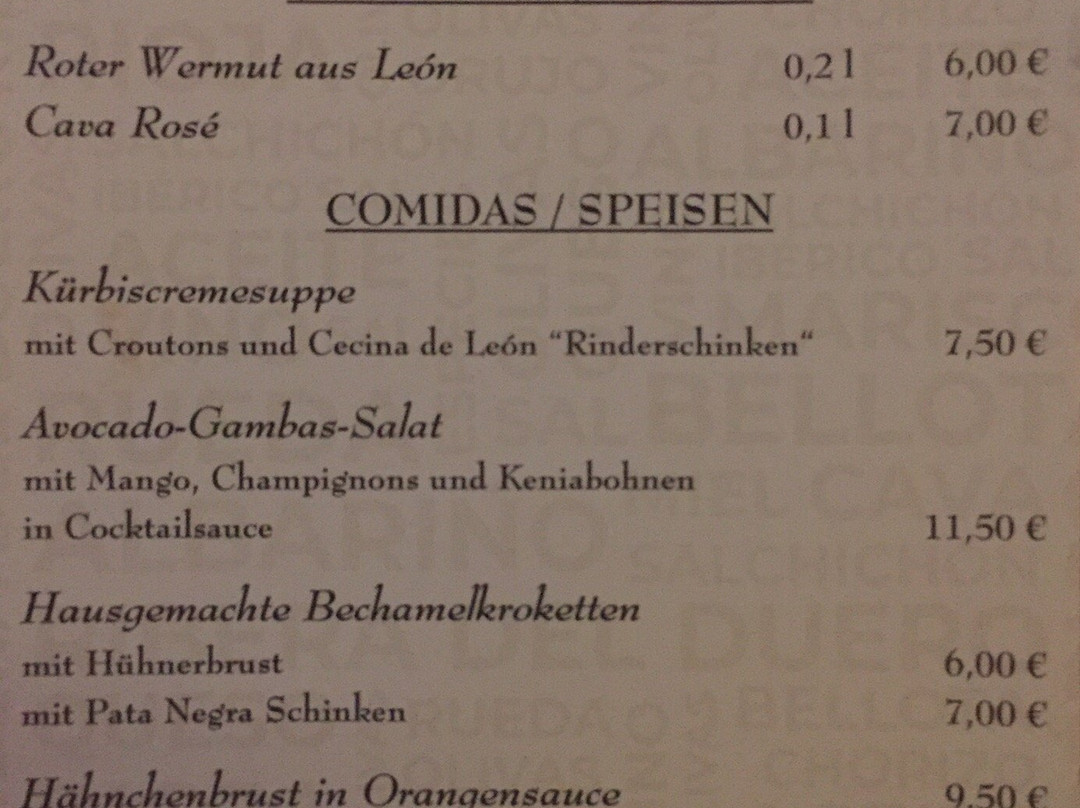 Roter Wermut aus León 0,2 l 6,00 €
Cava Rosé 0,1 l 7,00 €
COMIDAS / SPEISEN
Kürbiscremesuppe
mit Croutons und Cecina de León “Rinderschinken“ 7,50 €
Avocado-Gambas-Salat
mit Mango, Champignons und Keniabohnen
in Cocktailsauce 11,50 €
Hausgemachte Bechamelkroketten
mit Hühnerbrust 6,00 €
mit Pata Negra Schinken 7,00 €
Hähnchenbrust in Orangensauce 9,50 €